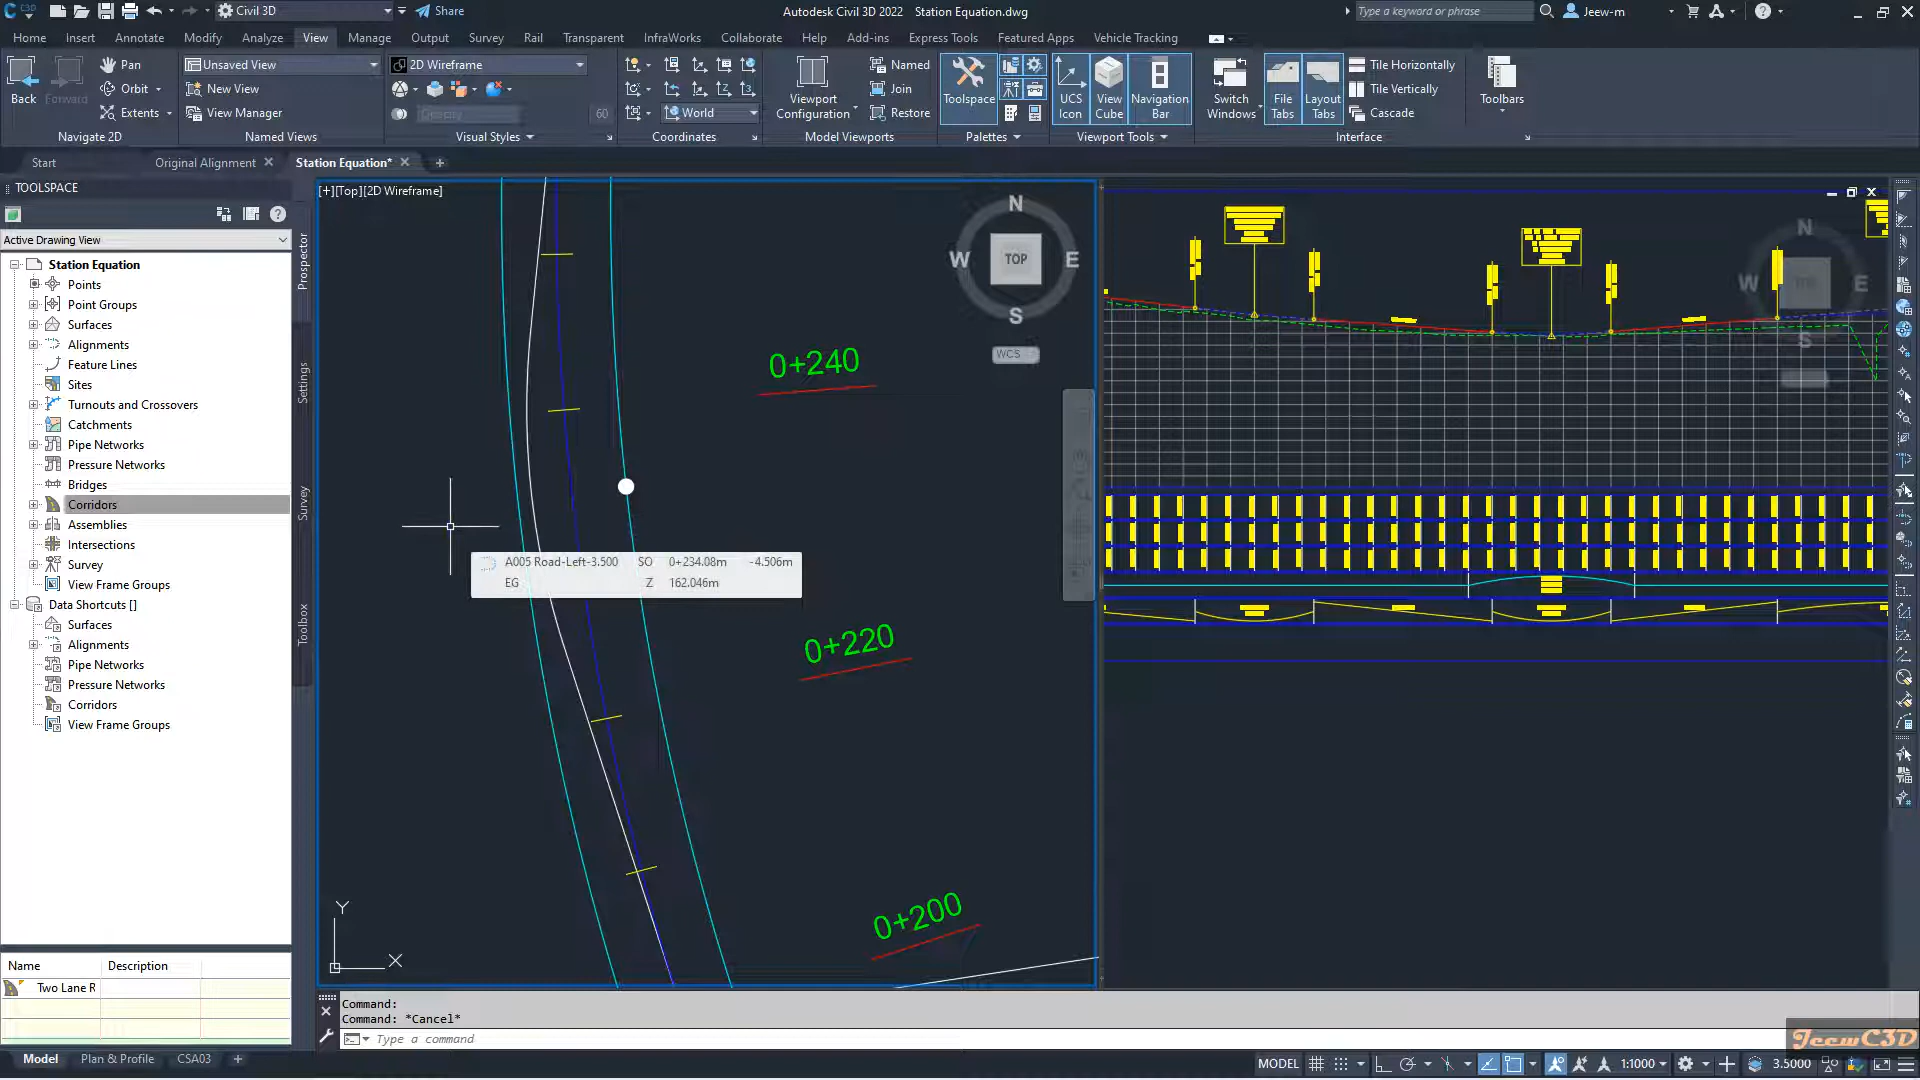 C3D
Civil 3D
Share
Autodesk Civil 3D 2022 Station Equation.dwg
Type a keyword or phrase
Jeew-m
Home Insert Annotate Modify Analyze View Manage Output Survey Rail Transparent InfraWorks Collaborate Help Add-ins Express Tools Featured Apps Vehicle Tracking
Back
Forward
Pan
Orbit
Extents
Navigate 2D
Unsaved View
New View
View Manager
Named Views
2D Wireframe
Opacity 60
Visual Styles
World
Coordinates
Viewport
Configuration
Named
Join
Restore
Model Viewports
Toolspace
Palettes
UCS
Icon
View
Cube
Navigation
Bar
Viewport Tools
Switch
Windows
File
Tabs
Layout
Tabs
Tile Horizontally
Tile Vertically
Cascade
Interface
Toolbars
Start
Original Alignment
Station Equation*
TOOLSPACE
Active Drawing View
Station Equation
Points
Point Groups
Surfaces
Alignments
Feature Lines
Sites
Turnouts and Crossovers
Catchments
Pipe Networks
Pressure Networks
Bridges
Corridors
Assemblies
Intersections
Survey
View Frame Groups
Data Shortcuts []
Surfaces
Alignments
Pipe Networks
Pressure Networks
Corridors
View Frame Groups
Prospector
Settings
Survey
Toolbox
Name Description
Two Lane R
[+][Top][2D Wireframe]
N
W TOP E
S
WCS
0+240
0+220
0+200
A005 Road-Left-3.500 SO 0+234.08m -4.506m
EG Z 162.046m
Y
X
N
W E
S
Command:
Command: *Cancel*
Type a command
Model Plan & Profile CSA03
MODEL
1:1000
3.5000
JeewC3D